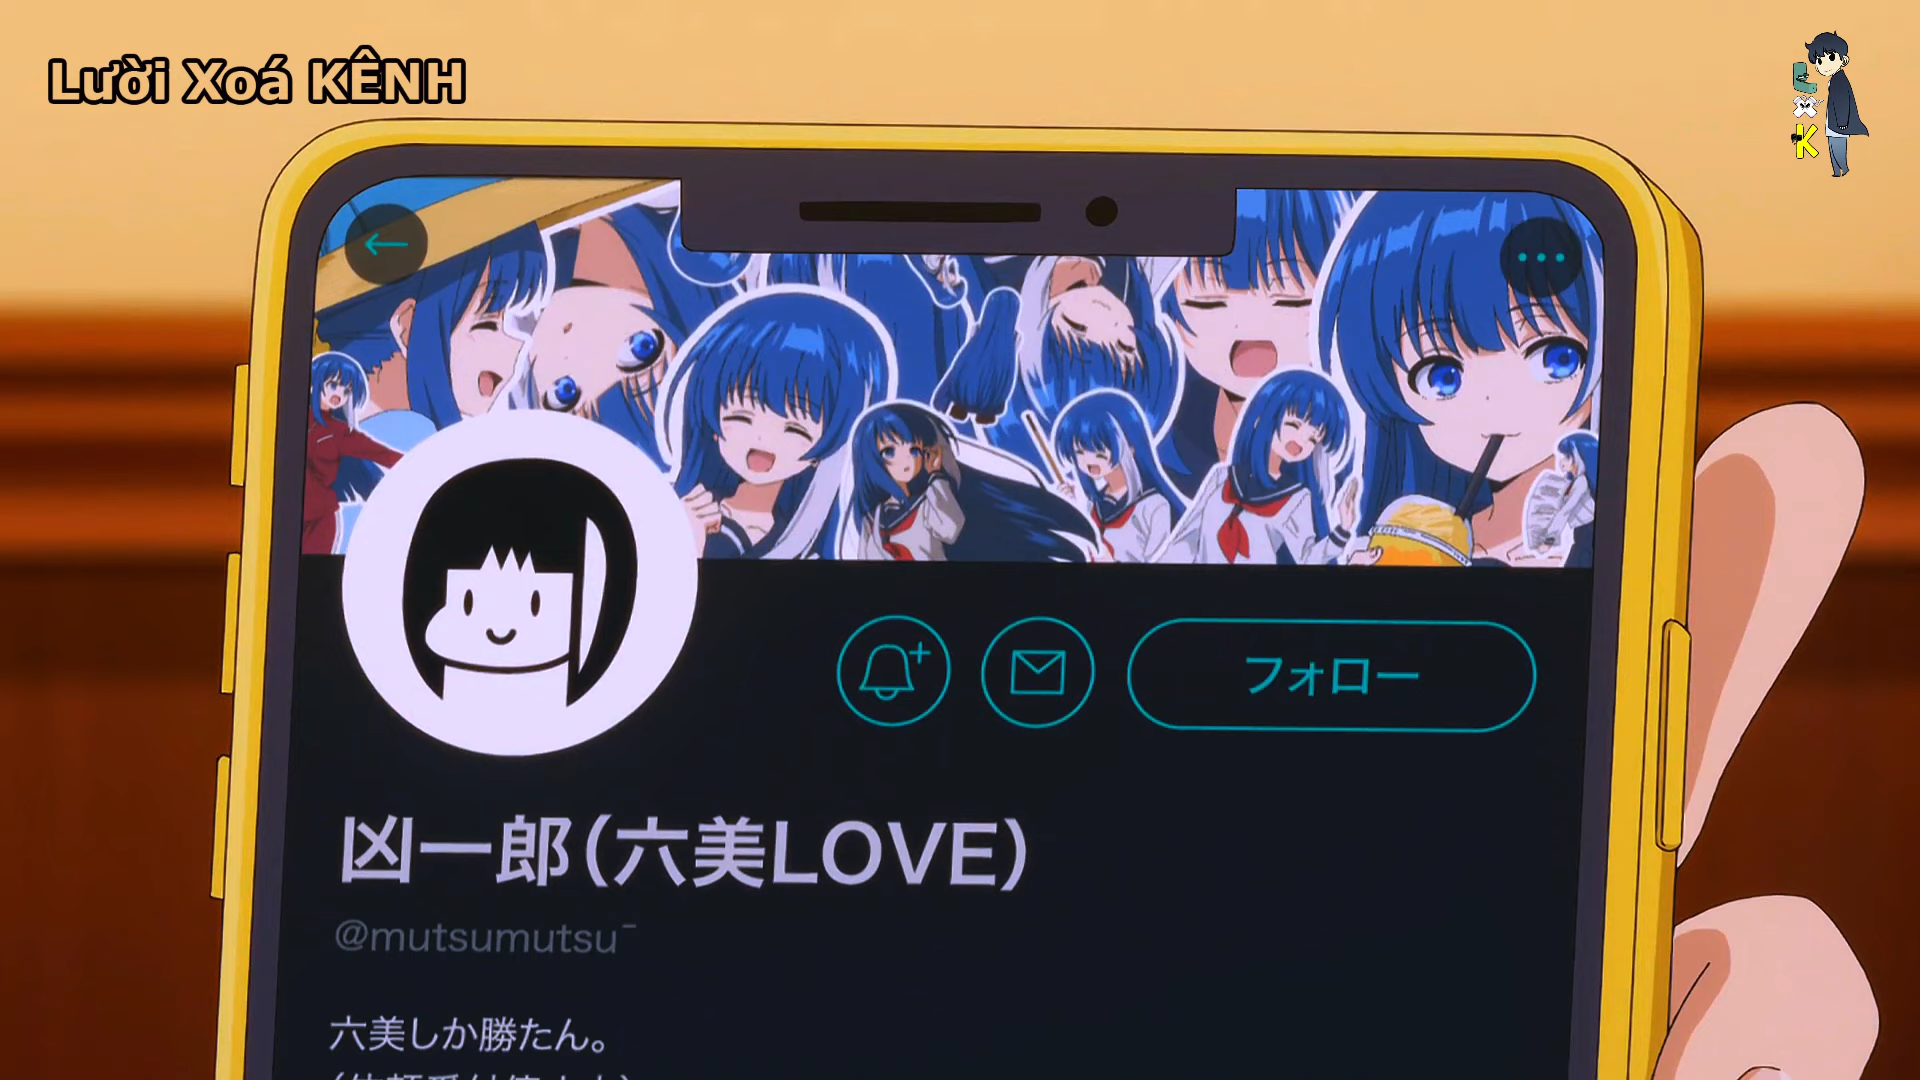 Lười Xoá KÊNH
L
X
K
フォロー
凶一郎(六美LOVE)
@mutsumutsu¯
六美しか勝たん。